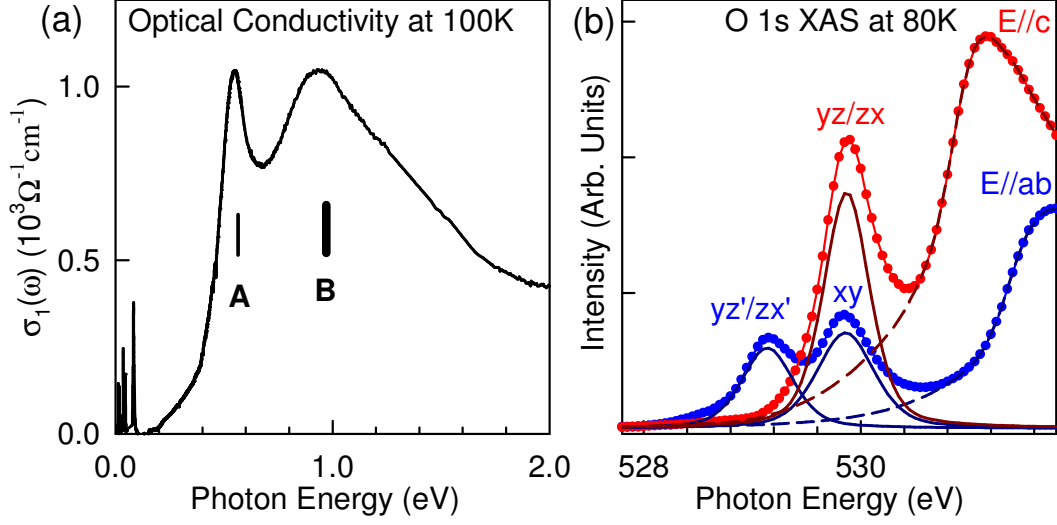 (a) Optical Conductivity at 100K
σ₁(ω) (10³Ω⁻¹cm⁻¹)
1.0
0.5
0.0
A
B
0.0 1.0 2.0
Photon Energy (eV)
(b) O 1s XAS at 80K
E//c
yz/zx
E//ab
yz'/zx'
xy
Intensity (Arb. Units)
528 530
Photon Energy (eV)